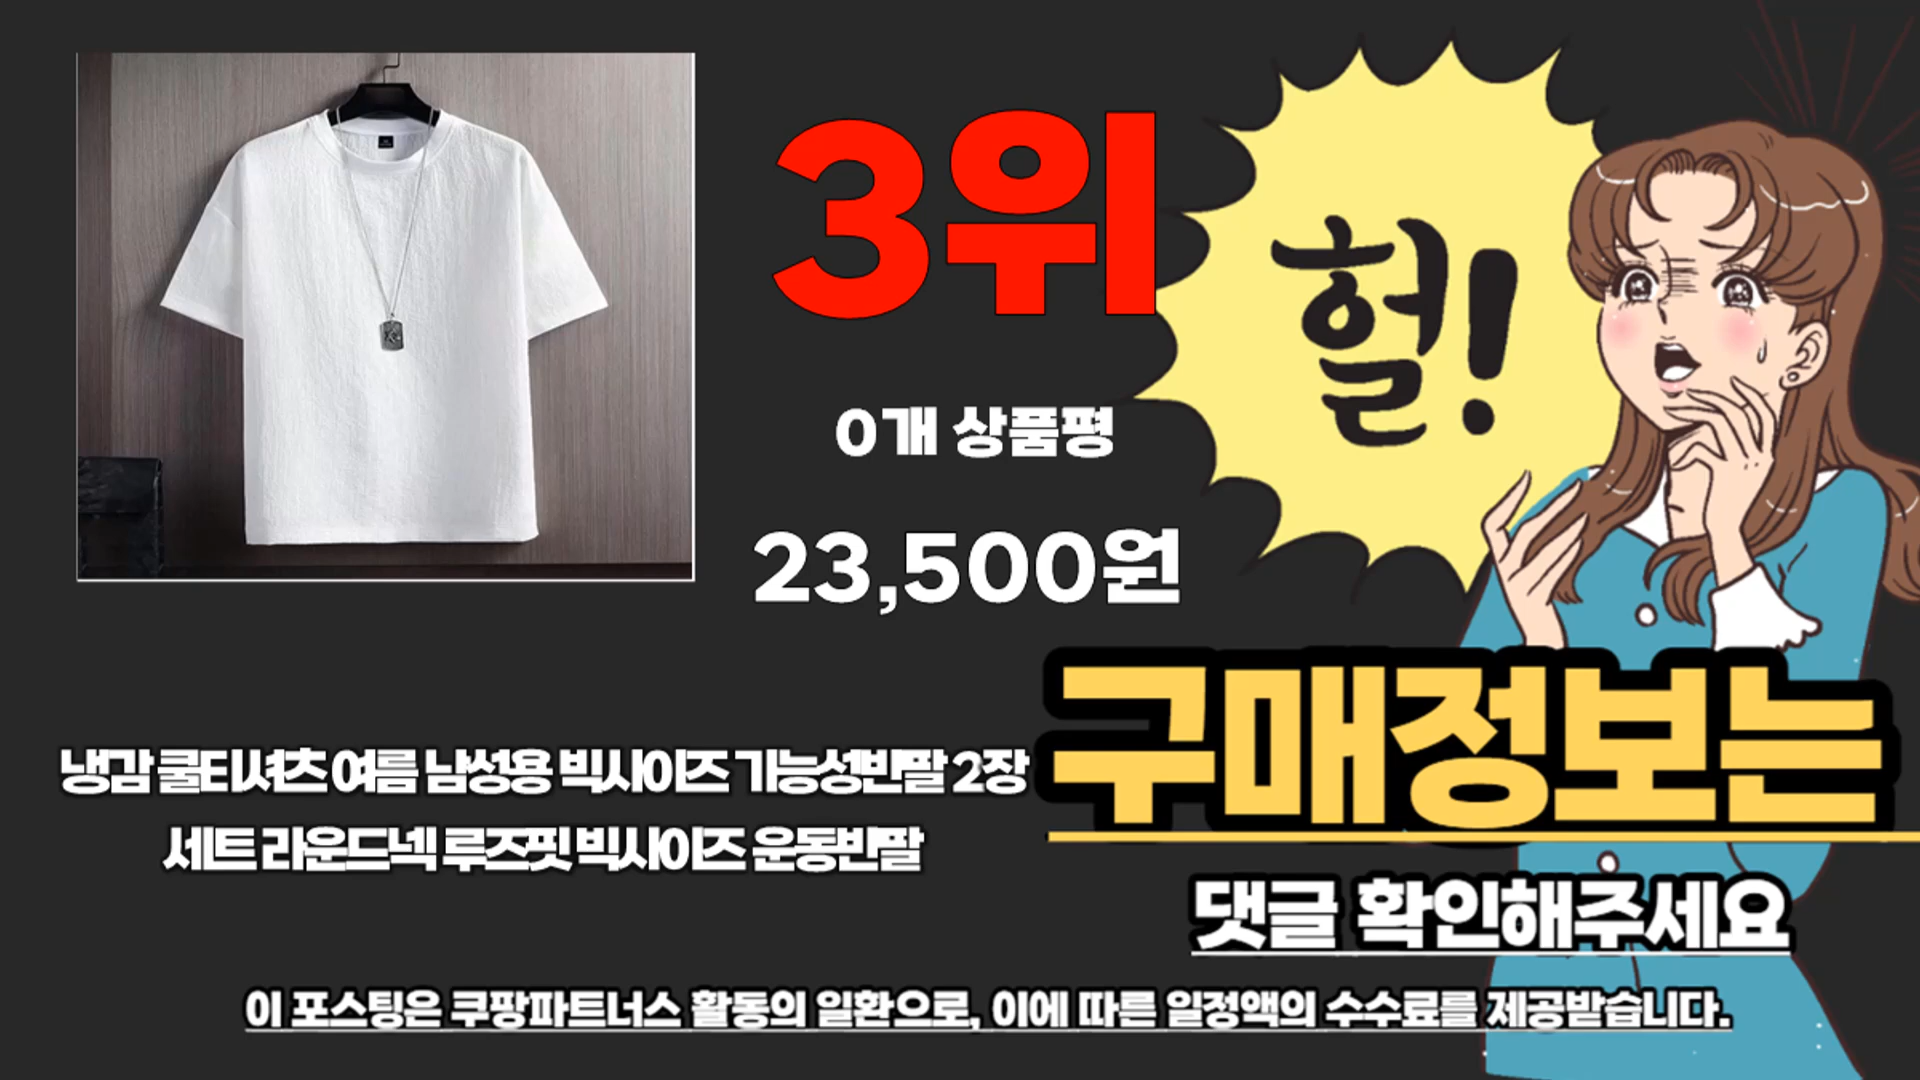 3위
헐!
0개 상품평
23,500원
구매정보는
냉감 쿨티셔츠 여름 남성용 빅사이즈 기능성반팔 2장
세트 라운드넥 루즈핏 빅사이즈 운동반팔
댓글 확인해주세요
이 포스팅은 쿠팡파트너스 활동의 일환으로, 이에 따른 일정액의 수수료를 제공받습니다.